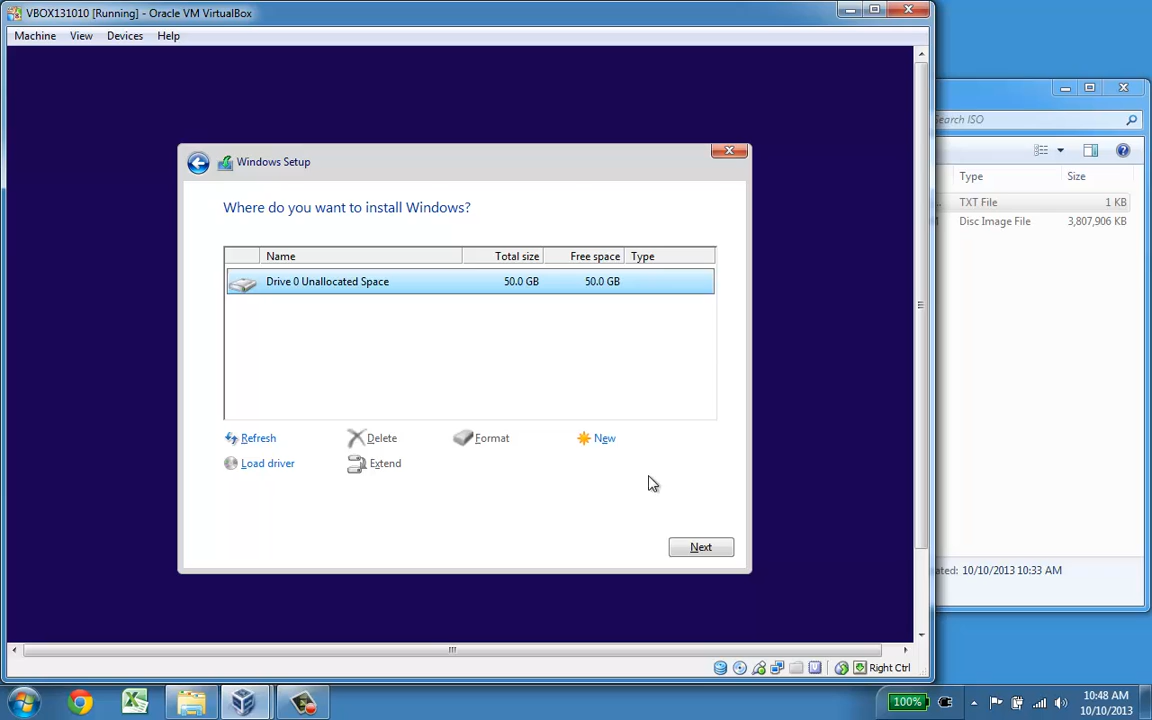 VBOX131010 [Running] - Oracle VM VirtualBox
Machine View Devices Help
Search ISO
Windows Setup
Type Size
TXT File 1 KB
Disc Image File 3,807,906 KB
Where do you want to install Windows?
Name Total size Free space Type
Drive 0 Unallocated Space 50.0 GB 50.0 GB
Refresh Delete Format New
Load driver Extend
Next
10/10/2013 10:33 AM
Right Ctrl
100%
10:48 AM
10/10/2013